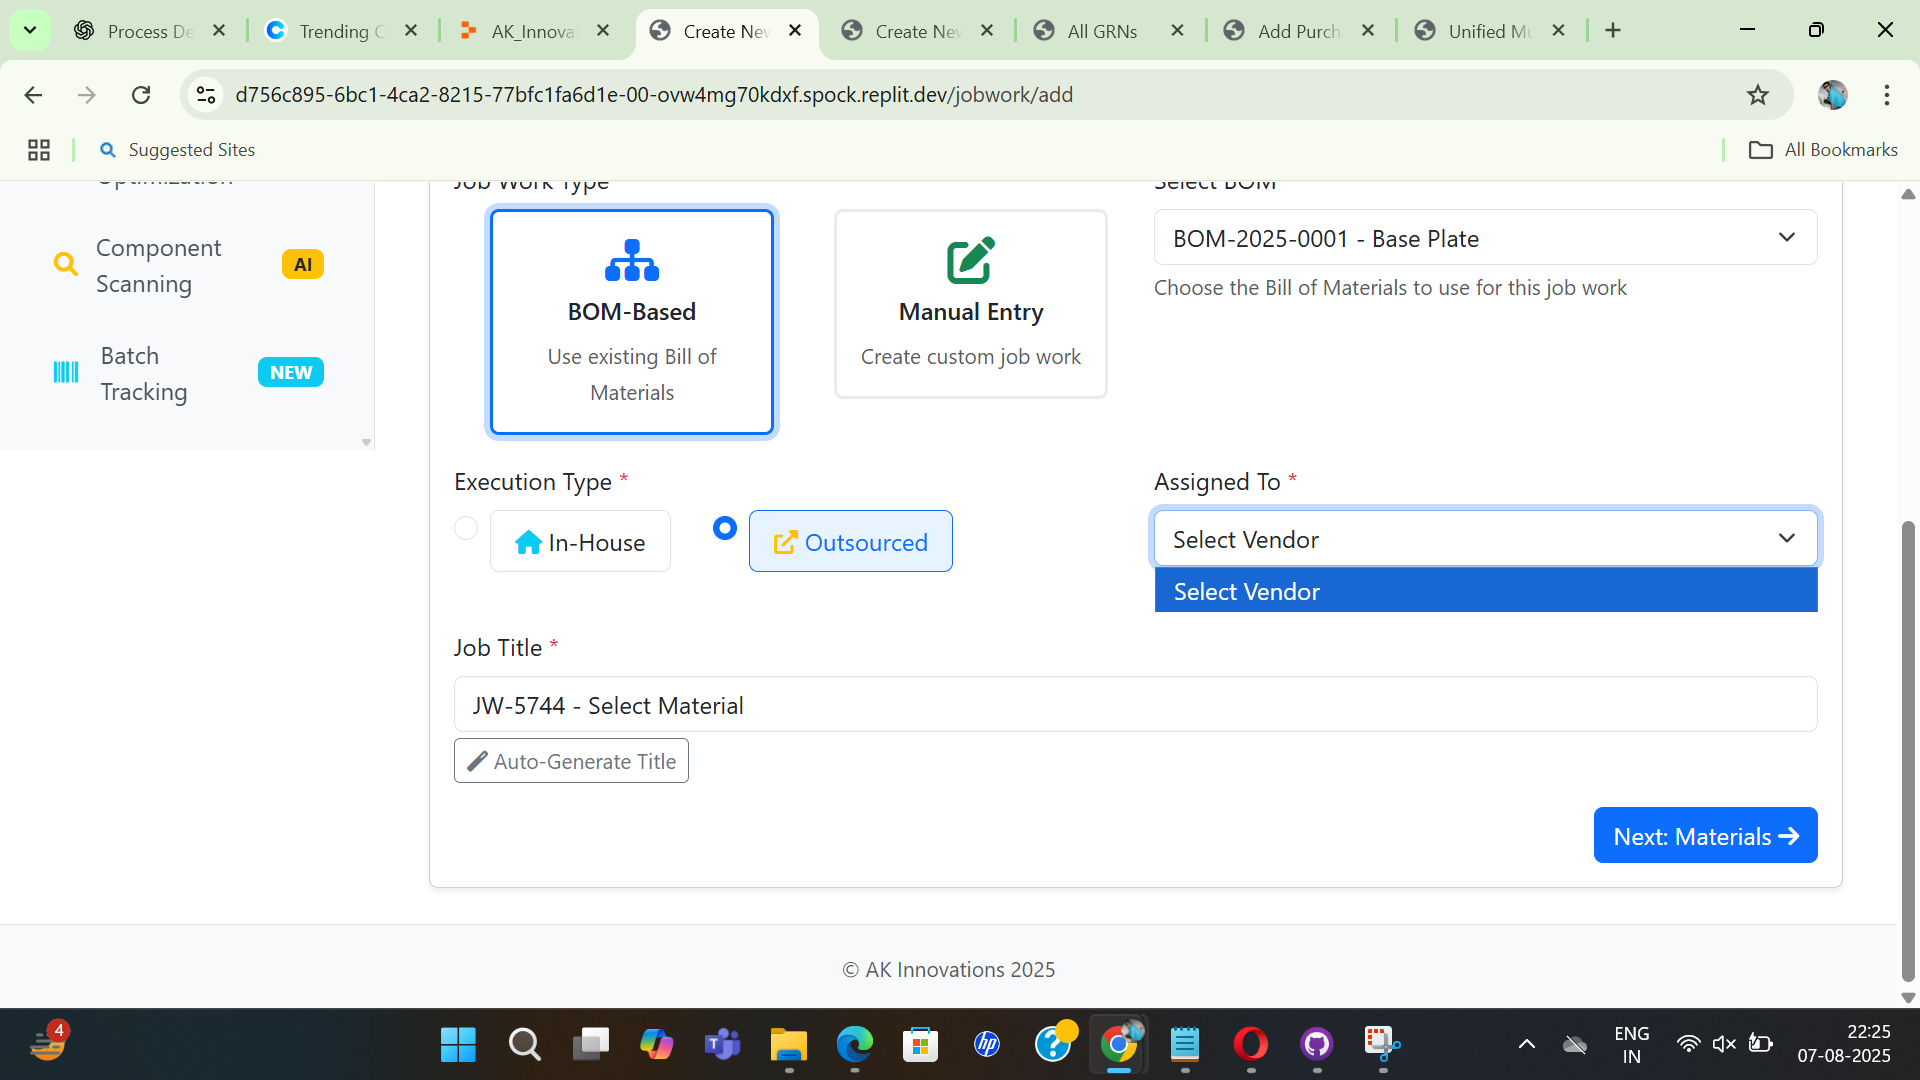 Process De
Trending C
AK_Innova
Create Nev
Create Nev
All GRNs
Add Purch
Unified Mu
d756c895-6bc1-4ca2-8215-77bfc1fa6d1e-00-ovw4mg70kdxf.spock.replit.dev/jobwork/add
Suggested Sites
All Bookmarks
Optimization
Component
Scanning
AI
Batch
Tracking
NEW
Job Work Type
BOM-Based
Use existing Bill of
Materials
Manual Entry
Create custom job work
Select BOM
BOM-2025-0001 - Base Plate
Choose the Bill of Materials to use for this job work
Execution Type *
In-House
Outsourced
Assigned To *
Select Vendor
Select Vendor
Job Title *
JW-5744 - Select Material
Auto-Generate Title
Next: Materials
© AK Innovations 2025
4
hp
ENG
IN
22:25
07-08-2025